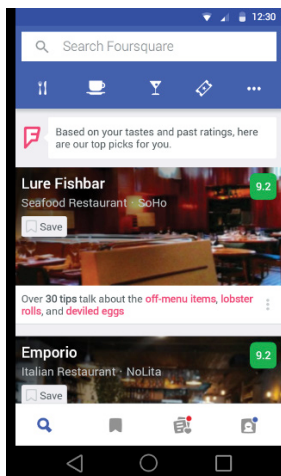 12:30
Search Foursquare
Based on your tastes and past ratings, here
are our top picks for you.
Lure Fishbar
9.2
Seafood Restaurant · SoHo
Save
Over 30 tips talk about the off-menu items, lobster
rolls, and deviled eggs
Emporio
9.2
Italian Restaurant · NoLita
Save